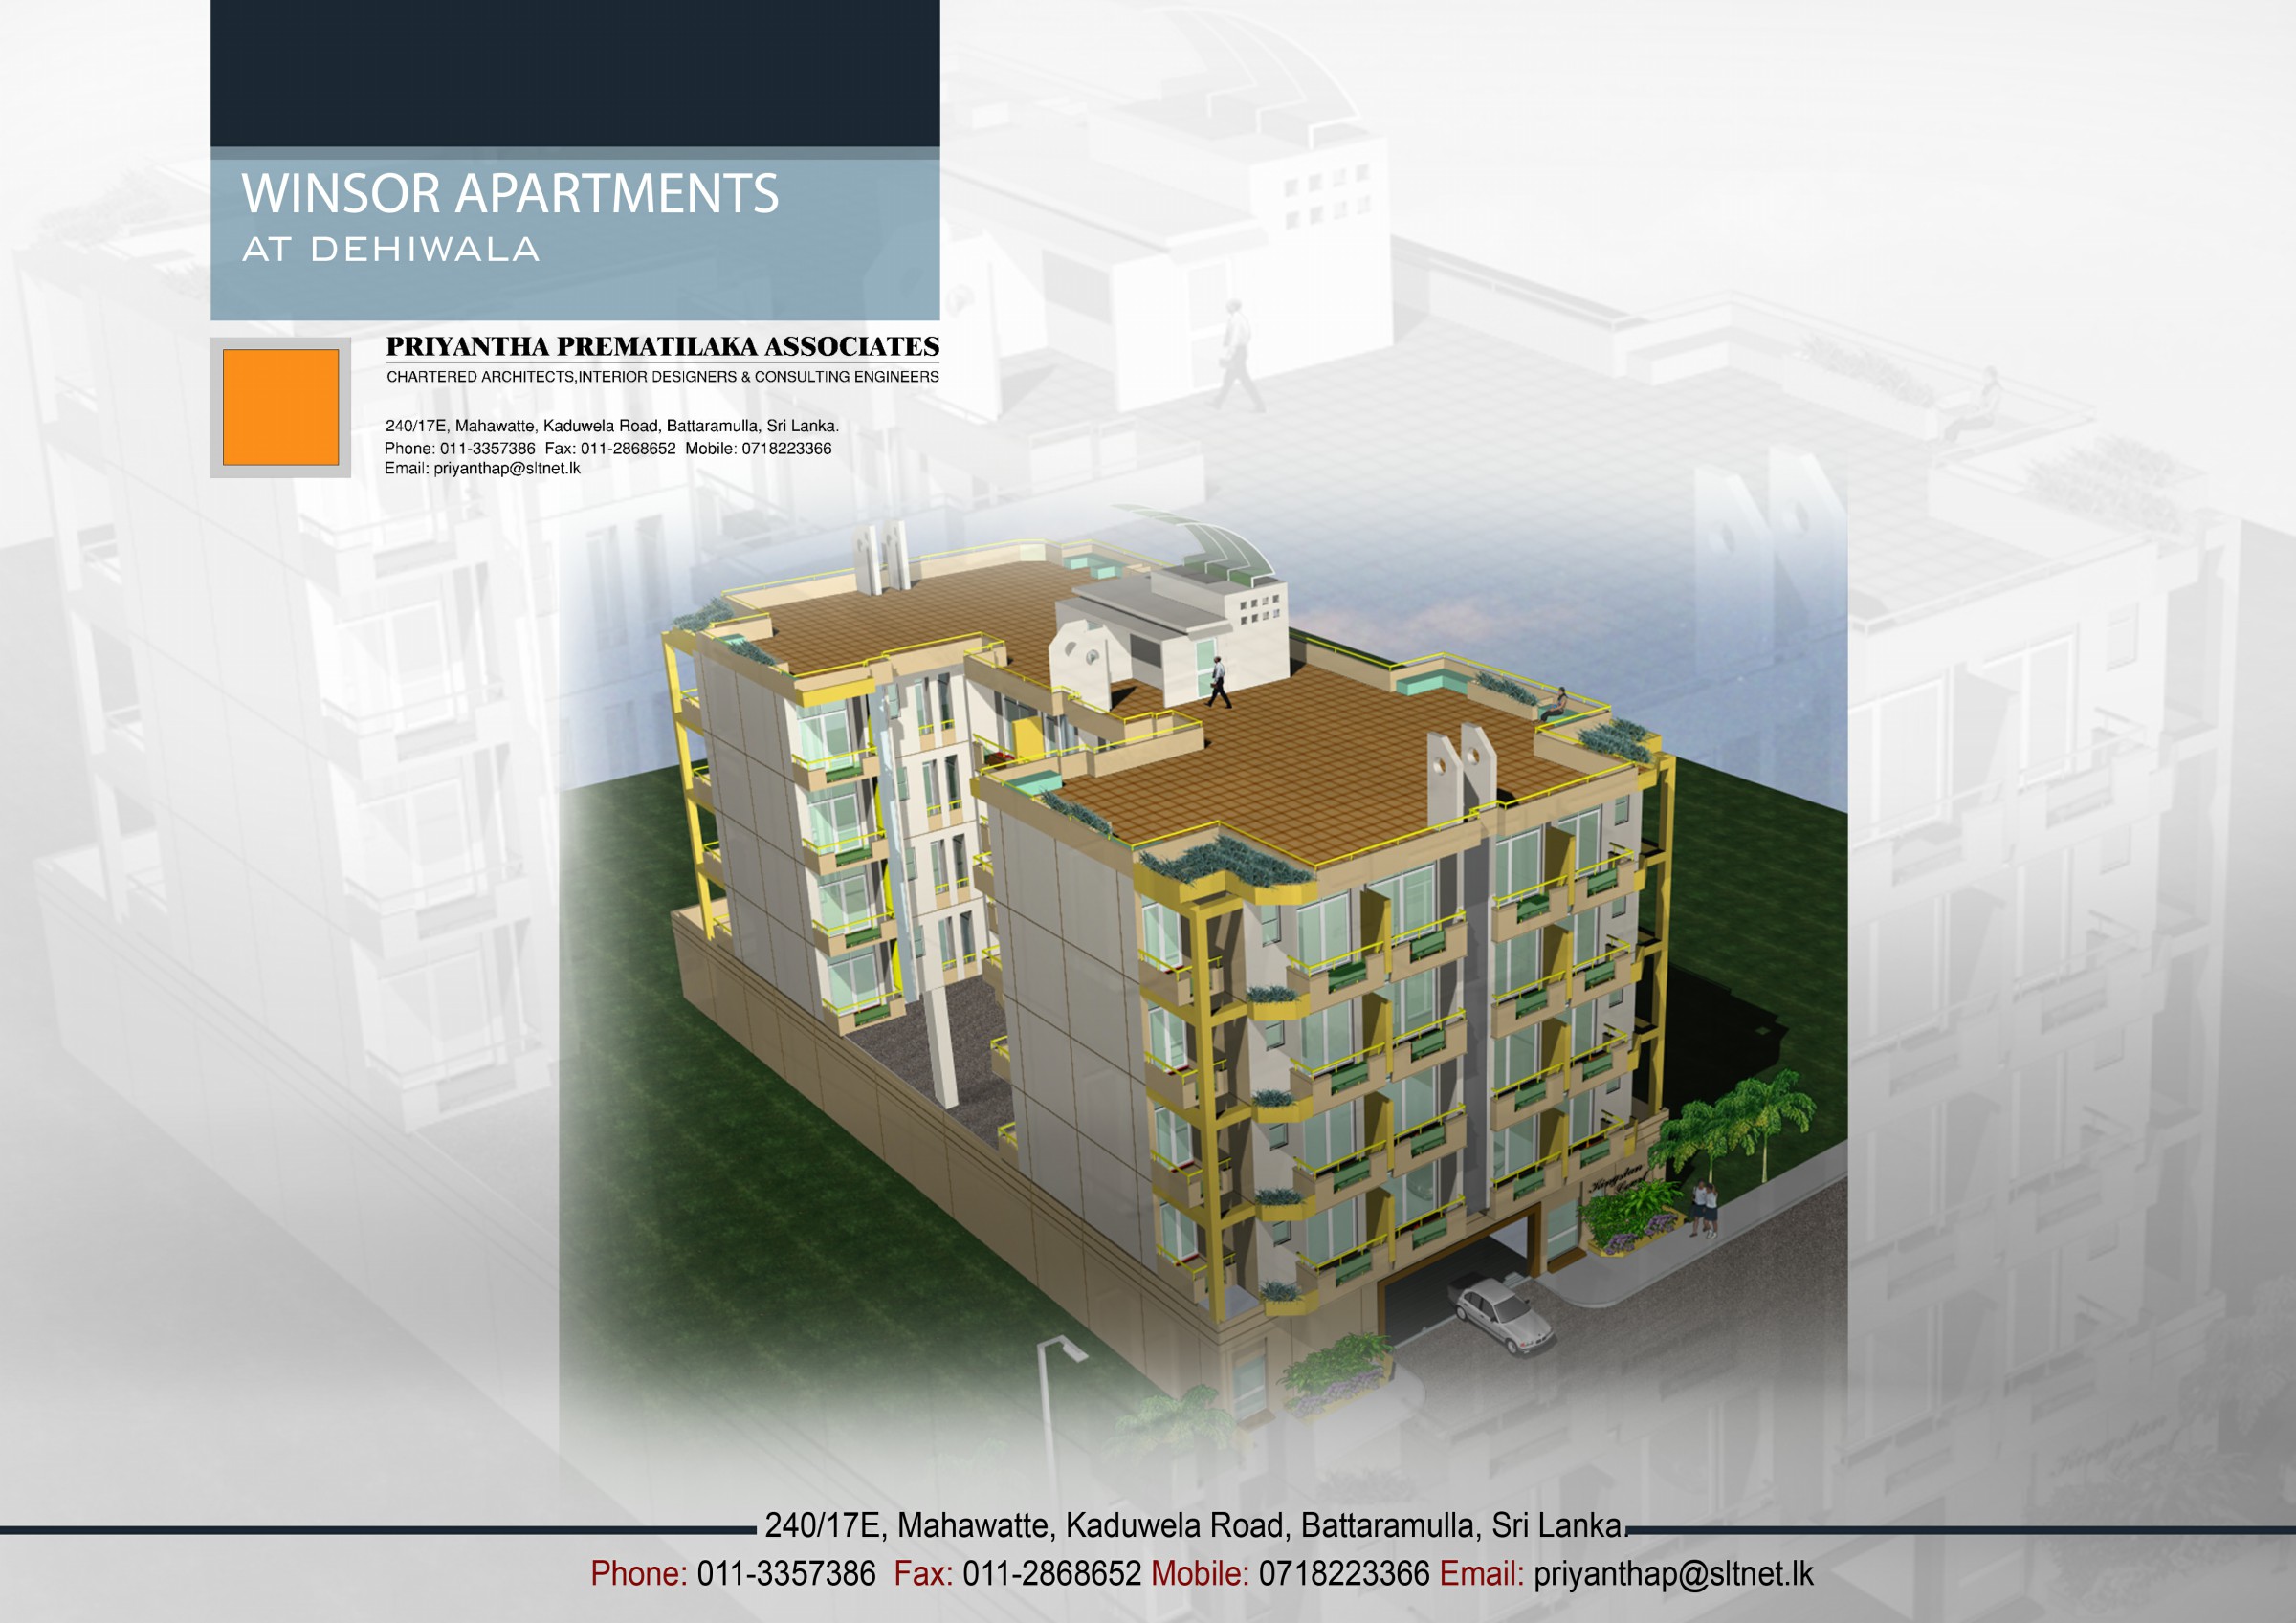 WINSOR APARTMENTS
AT DEHIWALA
PRIYANTHA PREMATILAKA ASSOCIATES
CHARTERED ARCHITECTS,INTERIOR DESIGNERS & CONSULTING ENGINEERS
240/17E, Mahawatte, Kaduwela Road, Battaramulla, Sri Lanka.
Phone: 011-3357386 Fax: 011-2868652 Mobile: 0718223366
Email: priyanthap@sltnet.lk
Kingston
Court
240/17E, Mahawatte, Kaduwela Road, Battaramulla, Sri Lanka.
Phone: 011-3357386 Fax: 011-2868652 Mobile: 0718223366 Email: priyanthap@sltnet.lk